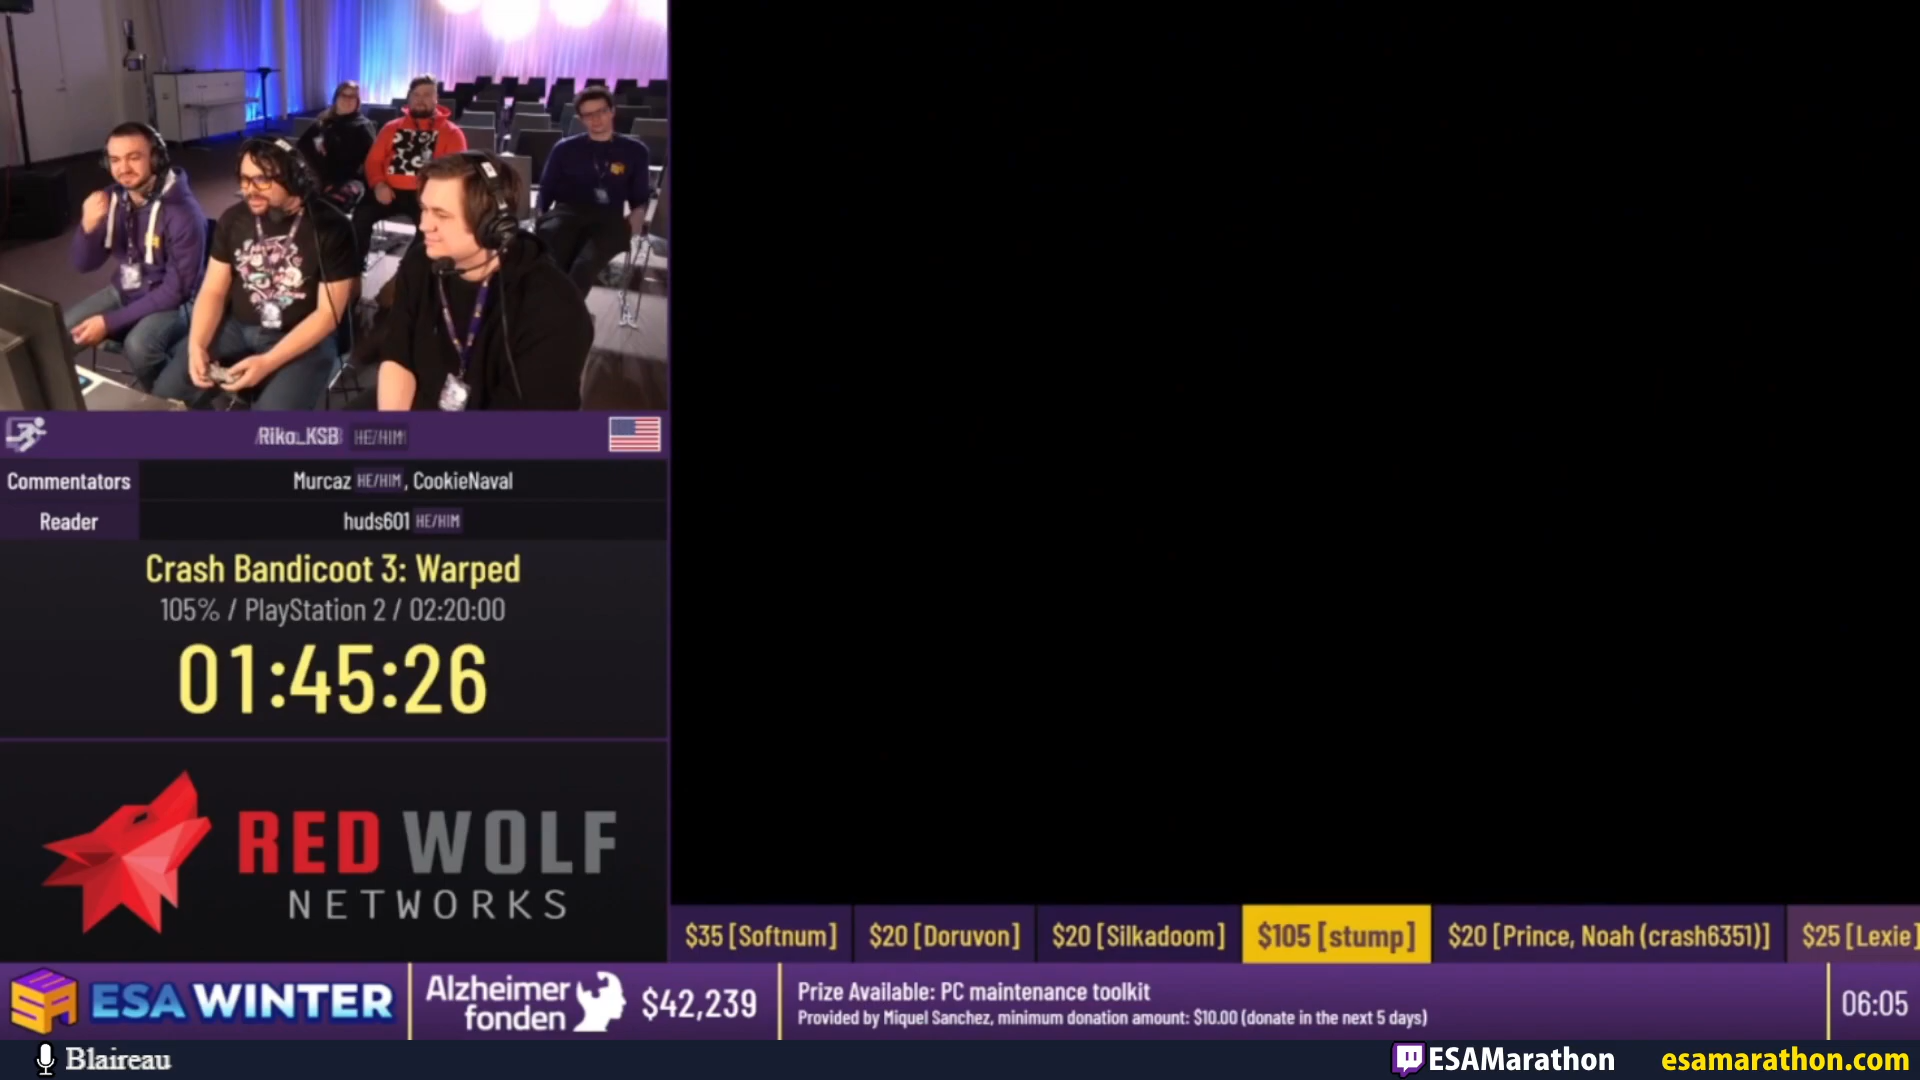 Riko_KSB HE/HIM
Commentators Murcaz HE/HIM, CookieNaval
Reader huds601 HE/HIM
Crash Bandicoot 3: Warped
105% / PlayStation 2 / 02:20:00
01:45:26
RED WOLF
NETWORKS
$35 [Softnum] $20 [Doruvon] $20 [Silkadoom] $105 [stump] $20 [Prince, Noah (crash6351)] $25 [Lexie]
ESA WINTER
Alzheimer
fonden
$42,239
Prize Available: PC maintenance toolkit
Provided by Miquel Sanchez, minimum donation amount: $10.00 (donate in the next 5 days)
06:05
Blaireau
ESAMarathon
esamarathon.com